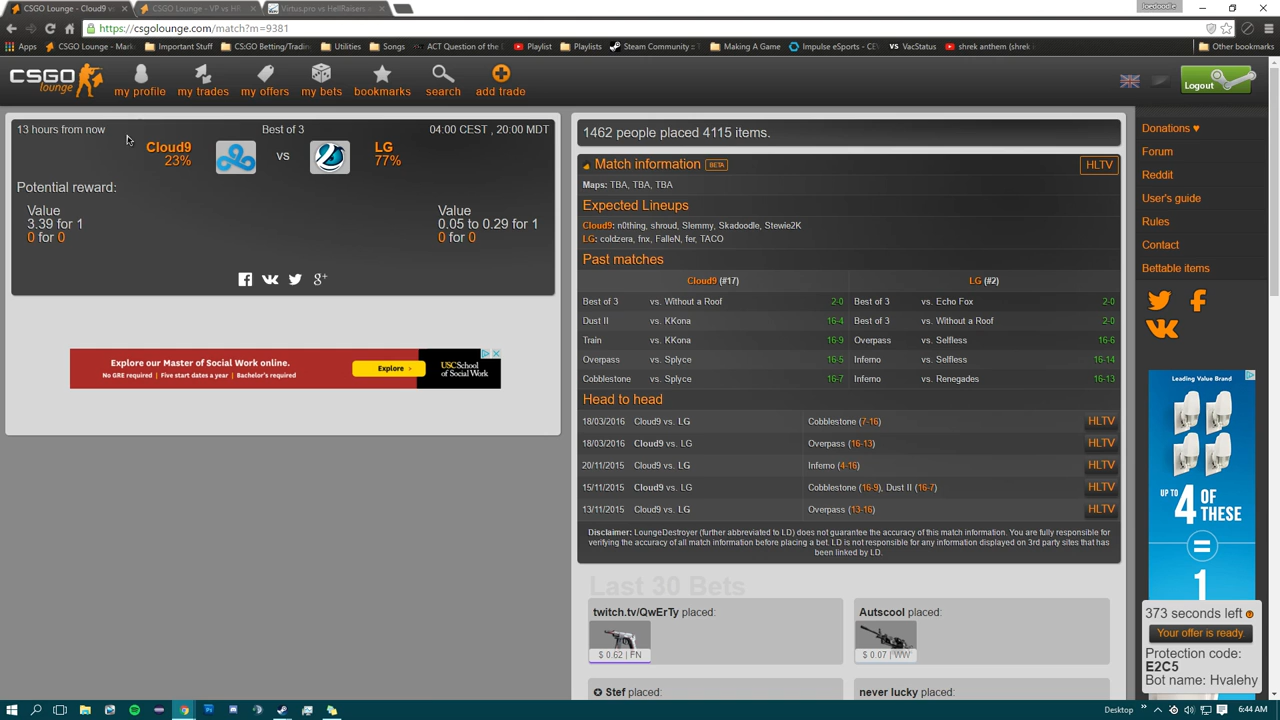 CSGO Lounge - Cloud9 vs
CSGO Lounge - VP vs HR
Virtus.pro vs HellRaisers
loedoodle
https://csgolounge.com/match?m=9381
Apps
CSGO Lounge - Mark
Important Stuff
CS:GO Betting/Tradin
Utilities
Songs
ACT Question of the
Playlist
Playlists
Steam Community ::
Making A Game
Impulse eSports - CE
VacStatus
shrek anthem (shrek
Other bookmarks
CSGO
lounge
my profile
my trades
my offers
my bets
bookmarks
search
add trade
Logout
13 hours from now
Best of 3
04:00 CEST , 20:00 MDT
Cloud9
23%
vs
LG
77%
Potential reward:
Value
3.39 for 1
0 for 0
Value
0.05 to 0.29 for 1
0 for 0
Explore our Master of Social Work online.
No GRE required | Five start dates a year | Bachelor's required
Explore >
USC School
of Social Work
1462 people placed 4115 items.
Match information BETA
HLTV
Maps: TBA, TBA, TBA
Expected Lineups
Cloud9: n0thing, shroud, Slemmy, Skadoodle, Stewie2K
LG: coldzera, fnx, FalleN, fer, TACO
Past matches
Cloud9 (#17)
LG (#2)
Best of 3 vs. Without a Roof 2-0 Best of 3 vs. Echo Fox 2-0
Dust II vs. KKona 16-4 Best of 3 vs. Without a Roof 2-0
Train vs. KKona 16-9 Overpass vs. Selfless 16-6
Overpass vs. Splyce 16-5 Inferno vs. Selfless 16-14
Cobblestone vs. Splyce 16-7 Inferno vs. Renegades 16-13
Head to head
18/03/2016 Cloud9 vs. LG Cobblestone (7-16) HLTV
18/03/2016 Cloud9 vs. LG Overpass (16-13) HLTV
20/11/2015 Cloud9 vs. LG Inferno (4-16) HLTV
15/11/2015 Cloud9 vs. LG Cobblestone (16-9), Dust II (16-7) HLTV
13/11/2015 Cloud9 vs. LG Overpass (13-16) HLTV
Disclaimer: LoungeDestroyer (further abbreviated to LD) does not guarantee the accuracy of this match information. You are fully responsible for
verifying the accuracy of all match information before placing a bet. LD is not responsible for any information displayed on 3rd party sites that has
been linked by LD.
Last 30 Bets
twitch.tv/QwErTy placed:
$ 0.62 | FN
Autscool placed:
$ 0.07 | WW
Stef placed:
never lucky placed:
Donations ♥
Forum
Reddit
User's guide
Rules
Contact
Bettable items
Leading Value Brand
UP TO 4 OF
THESE
=
1
373 seconds left
Your offer is ready.
Protection code:
E2C5
Bot name: Hvalehy
Desktop
6:44 AM